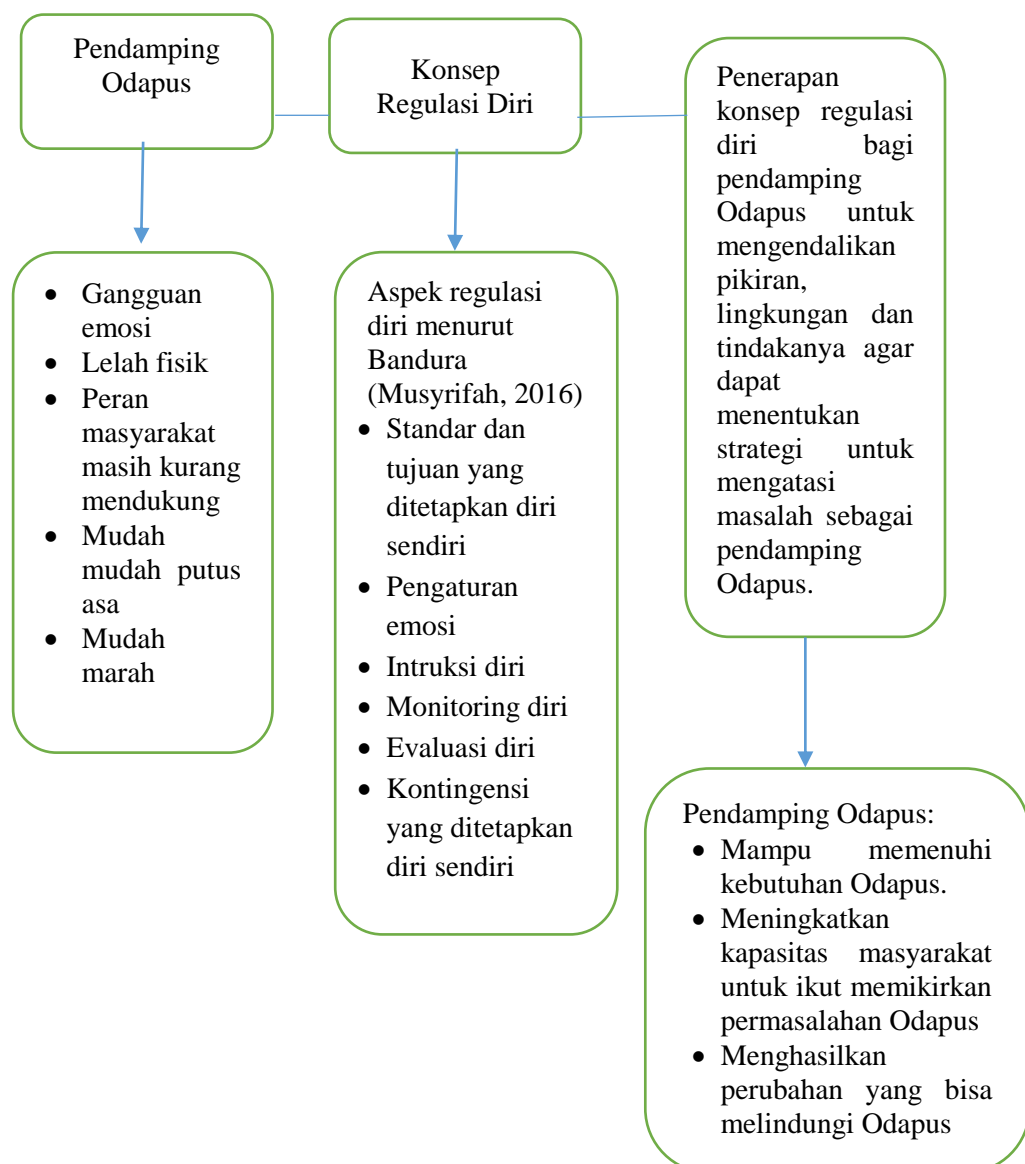 Pendamping
Odapus
Konsep
Regulasi Diri
Penerapan
konsep regulasi
diri bagi
pendamping
Odapus untuk
mengendalikan
pikiran,
lingkungan dan
tindakanya agar
dapat
menentukan
strategi untuk
mengatasi
masalah sebagai
pendamping
Odapus.
• Gangguan
emosi
• Lelah fisik
• Peran
masyarakat
masih kurang
mendukung
• Mudah
mudah putus
asa
• Mudah
marah
Aspek regulasi
diri menurut
Bandura
(Musyrifah, 2016)
• Standar dan
tujuan yang
ditetapkan diri
sendiri
• Pengaturan
emosi
• Intruksi diri
• Monitoring diri
• Evaluasi diri
• Kontingensi
yang ditetapkan
diri sendiri
Pendamping Odapus:
• Mampu memenuhi
kebutuhan Odapus.
• Meningkatkan
kapasitas masyarakat
untuk ikut memikirkan
permasalahan Odapus
• Menghasilkan
perubahan yang bisa
melindungi Odapus